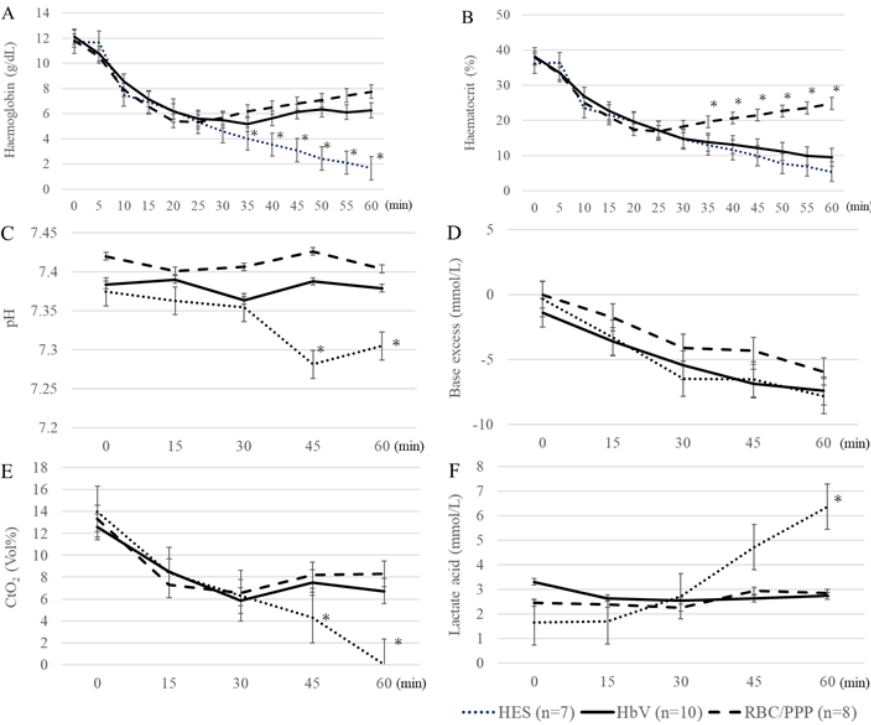 A
Haemoglobin (g/dL)
14
12
10
8
6
4
2
0
0 5 10 15 20 25 30 35 40 45 50 55 60 (min)
* * * * * *
B
Haematocrit (%)
50
40
30
20
10
0
0 5 10 15 20 25 30 35 40 45 50 55 60 (min)
* * * * * *
C
pH
7.45
7.4
7.35
7.3
7.25
7.2
0 15 30 45 60 (min)
* *
D
Base excess (mmol/L)
5
0
-5
-10
0 15 30 45 60 (min)
E
CtO₂ (Vol%)
18
16
14
12
10
8
6
4
2
0
0 15 30 45 60 (min)
* *
F
Lactate acid (mmol/L)
8
7
6
5
4
3
2
1
0
0 15 30 45 60 (min)
*
HES (n=7) HbV (n=10) RBC/PPP (n=8)